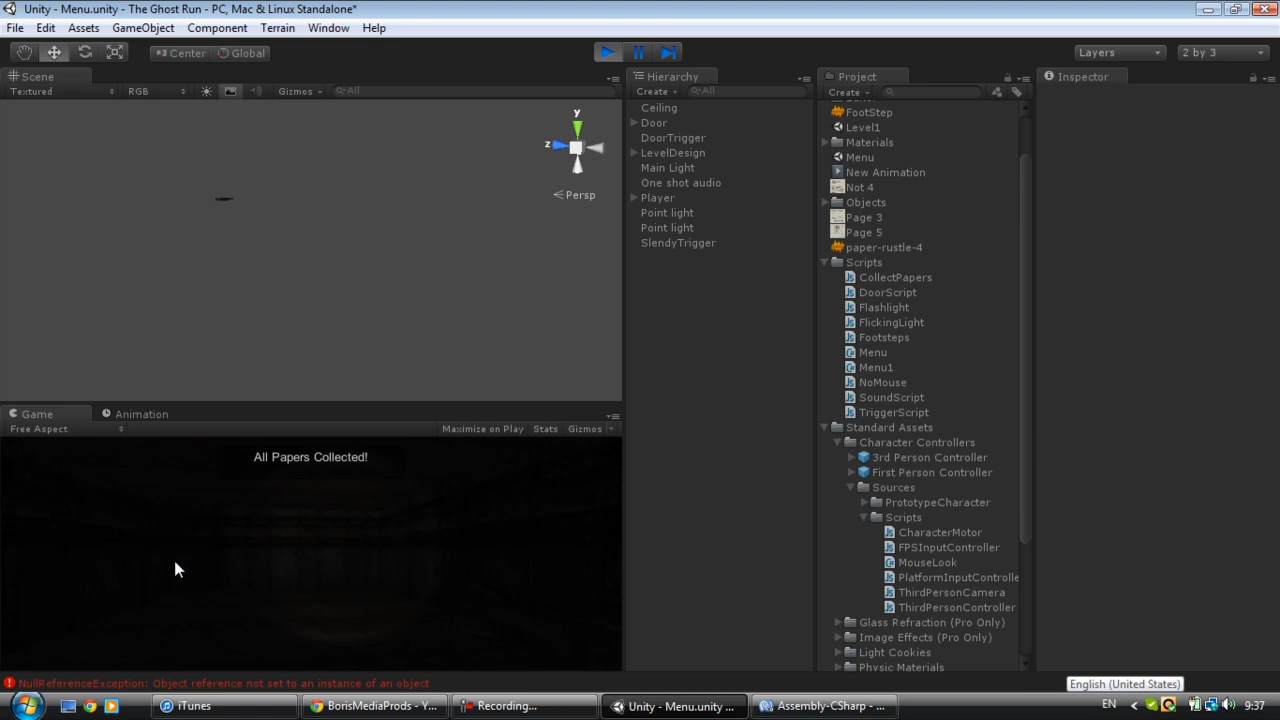 Unity - Menu.unity - The Ghost Run - PC, Mac & Linux Standalone*
File Edit Assets GameObject Component Terrain Window Help
Center Global Layers 2 by 3
Scene
Textured RGB Gizmos All
y
z
Persp
Hierarchy
Create All
Ceiling
Door
DoorTrigger
LevelDesign
Main Light
One shot audio
Player
Point light
Point light
SlendyTrigger
Project
Create
FootStep
Level1
Materials
Menu
New Animation
Not 4
Objects
Page 3
Page 5
paper-rustle-4
Scripts
CollectPapers
DoorScript
Flashlight
FlickingLight
Footsteps
Menu
Menu1
NoMouse
SoundScript
TriggerScript
Standard Assets
Character Controllers
3rd Person Controller
First Person Controller
Sources
PrototypeCharacter
Scripts
CharacterMotor
FPSInputController
MouseLook
PlatformInputControlle
ThirdPersonCamera
ThirdPersonController
Glass Refraction (Pro Only)
Image Effects (Pro Only)
Light Cookies
Physic Materials
Inspector
Game Animation
Free Aspect Maximize on Play Stats Gizmos
All Papers Collected!
NullReferenceException: Object reference not set to an instance of an object
English (United States)
iTunes BorisMediaProds - Y... Recording... Unity - Menu.unity ... Assembly-CSharp - ... EN 9:37